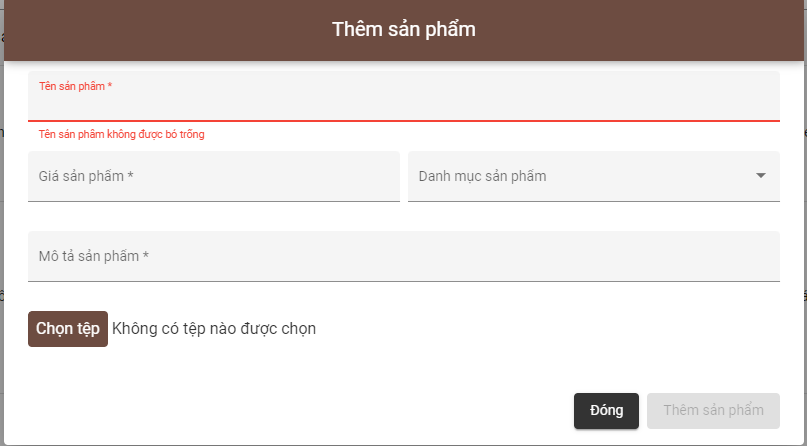 Thêm sản phẩm
Tên sản phẩm *
Tên sản phẩm không được bỏ trống
Giá sản phẩm *
Danh mục sản phẩm
Mô tả sản phẩm *
Chọn tệp Không có tệp nào được chọn
Đóng
Thêm sản phẩm